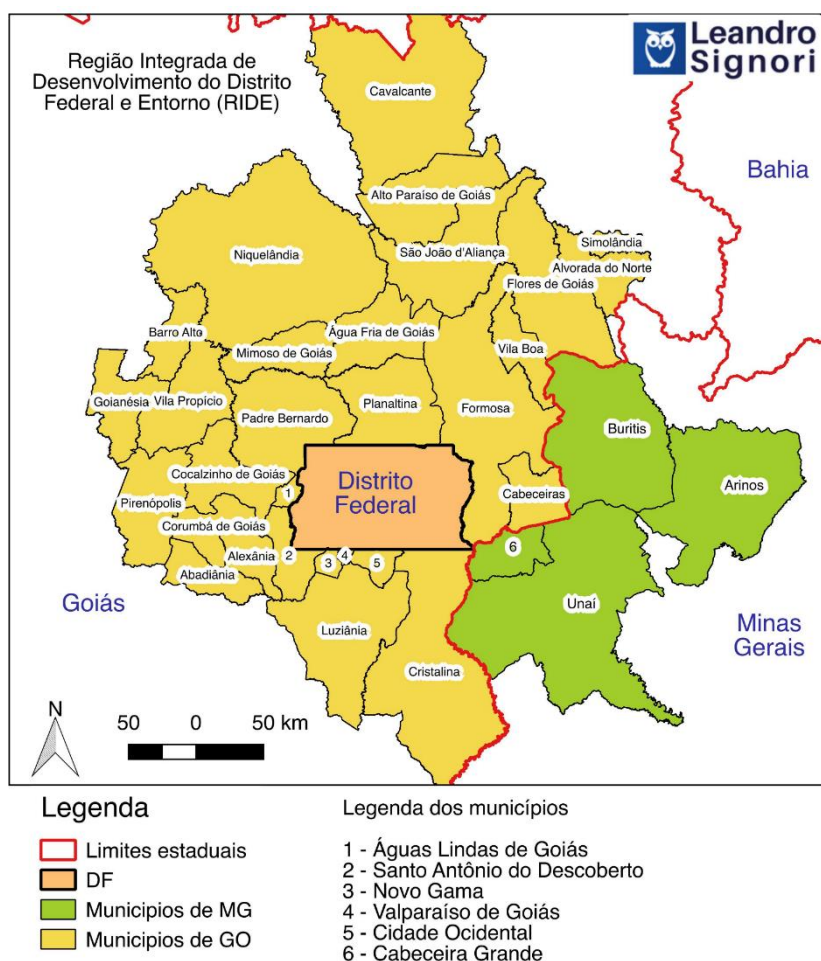 Região Integrada de
Desenvolvimento do Distrito
Federal e Entorno (RIDE)
Leandro
Signori
Cavalcante
Bahia
Alto Paraíso de Goiás
Simolândia
Niquelândia
São João d'Aliança
Alvorada do Norte
Flores de Goiás
Barro Alto
Água Fria de Goiás
Mimoso de Goiás
Vila Boa
Goianésia
Vila Propício
Padre Bernardo
Planaltina
Formosa
Buritis
Cocalzinho de Goiás
Distrito
Federal
Cabeceiras
Arinos
1
Pirenópolis
Corumbá de Goiás
Alexânia
2
3
4
5
6
Abadiânia
Goiás
Unaí
Minas
Gerais
Luziânia
Cristalina
N
50 0 50 km
Legenda
Limites estaduais
DF
Municipios de MG
Municipios de GO
Legenda dos municípios
1 - Águas Lindas de Goiás
2 - Santo Antônio do Descoberto
3 - Novo Gama
4 - Valparaíso de Goiás
5 - Cidade Ocidental
6 - Cabeceira Grande